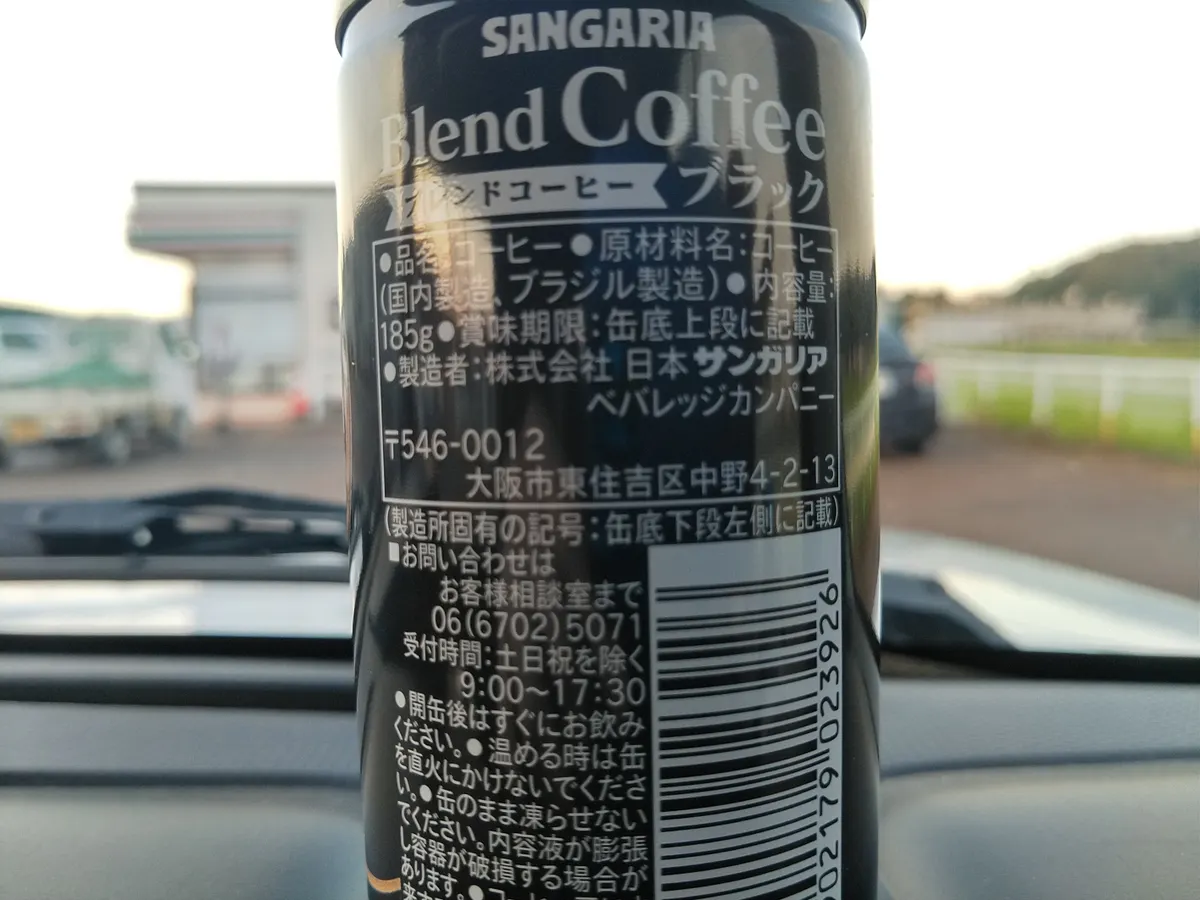 SANGARIA
Blend Coffee
ブレンドコーヒー ブラック
●品名:コーヒー●原材料名:コーヒー
(国内製造、ブラジル製造)●内容量:
185g●賞味期限:缶底上段に記載
●製造者:株式会社 日本サンガリア
ベバレッジカンパニー
〒546-0012
大阪市東住吉区中野4-2-13
(製造所固有の記号:缶底下段左側に記載)
■お問い合わせは
お客様相談室まで
06(6702)5071
受付時間:土日祝を除く
9:00~17:30
●開缶後はすぐにお飲み
ください。●温める時は缶
を直火にかけないでくださ
い。●缶のまま凍らせない
でください。内容液が膨張
し容器が破損する場合が
あります。●コーヒー
02179 023926